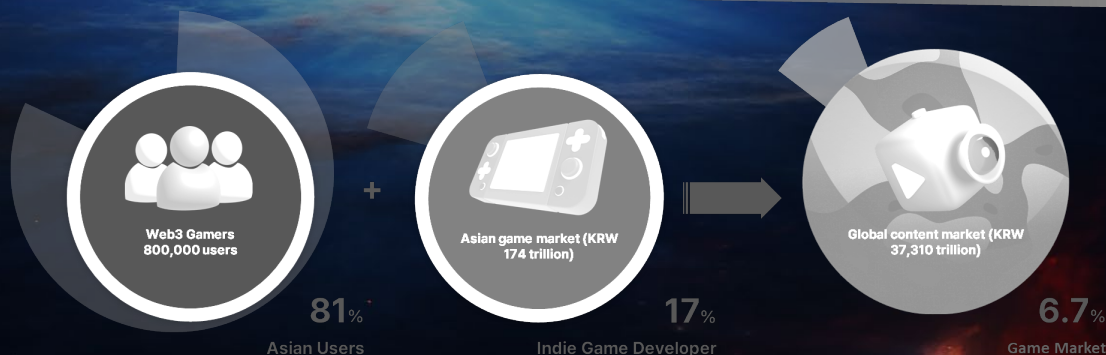 Web3 Gamers
800,000 users
+
Asian game market (KRW
174 trillion)
Global content market (KRW
37,310 trillion)
81%
Asian Users
17%
Indie Game Developer
6.7%
Game Market